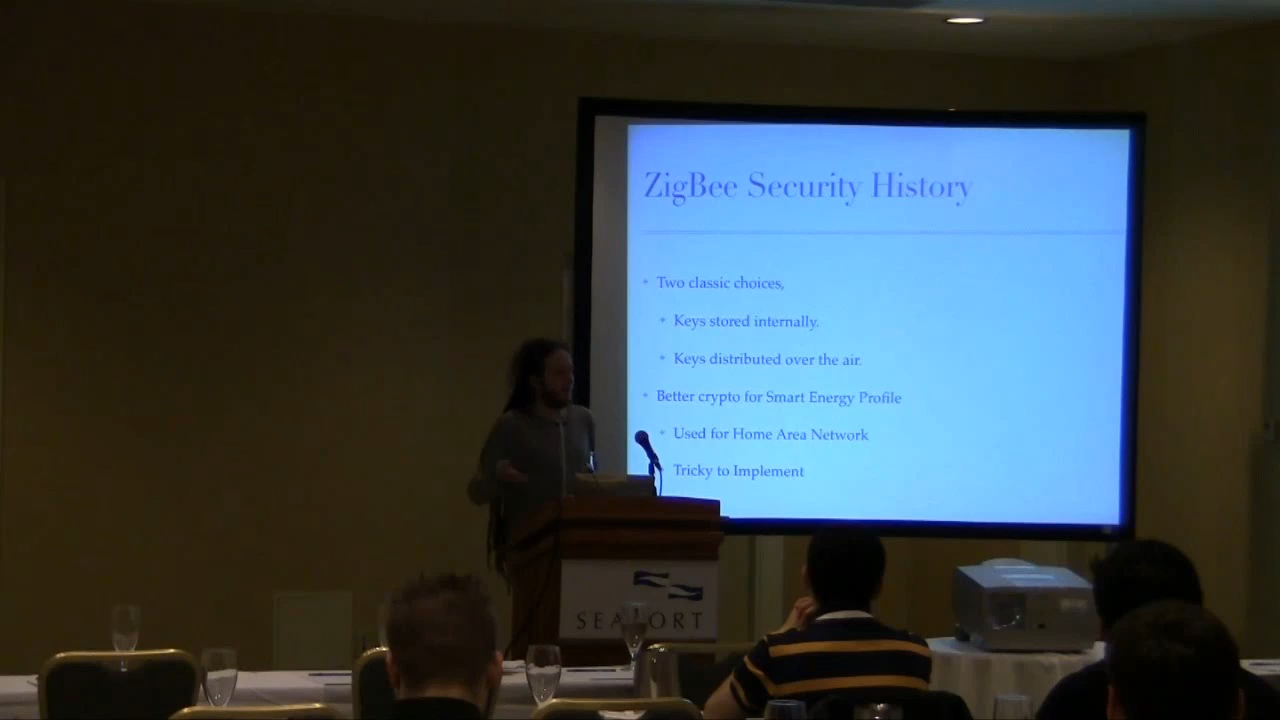 ZigBee Security History
Two classic choices,
Keys stored internally.
Keys distributed over the air.
Better crypto for Smart Energy Profile
Used for Home Area Network
Tricky to Implement